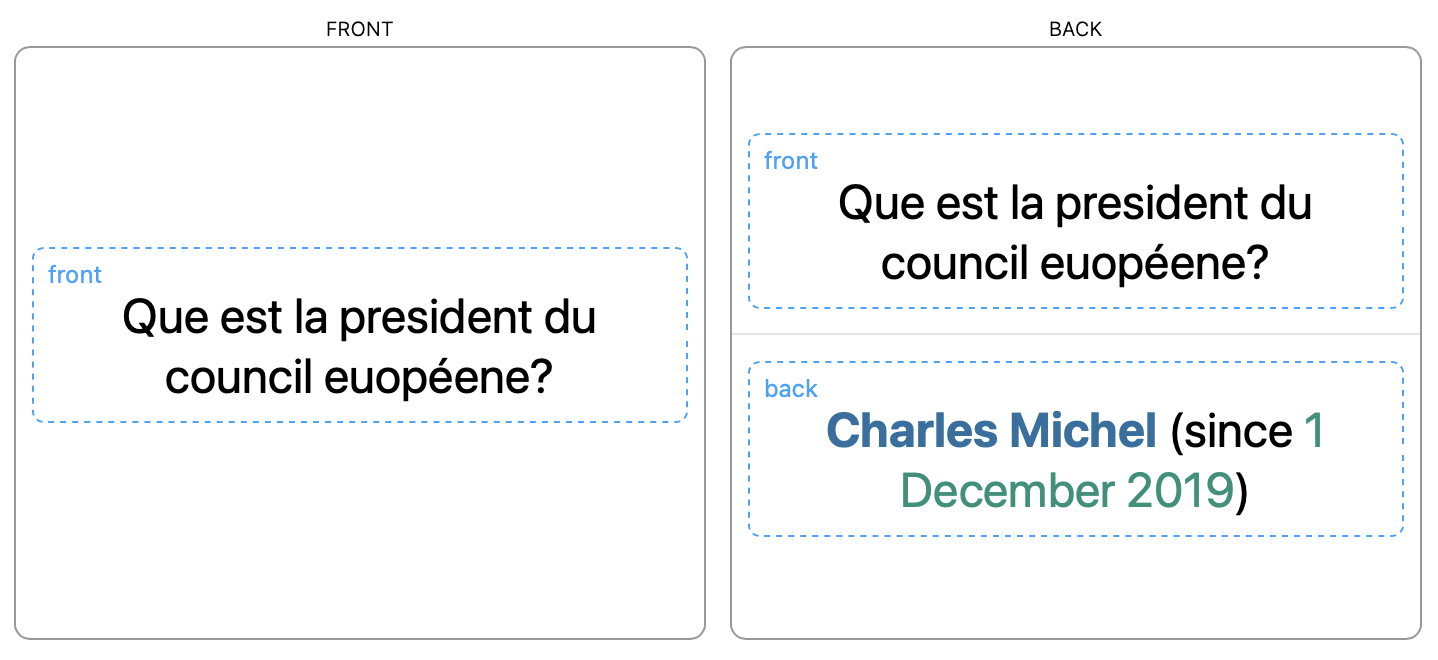 FRONT
front
Que est la president du
council euopéene?
BACK
front
Que est la president du
council euopéene?
back
Charles Michel (since 1
December 2019)